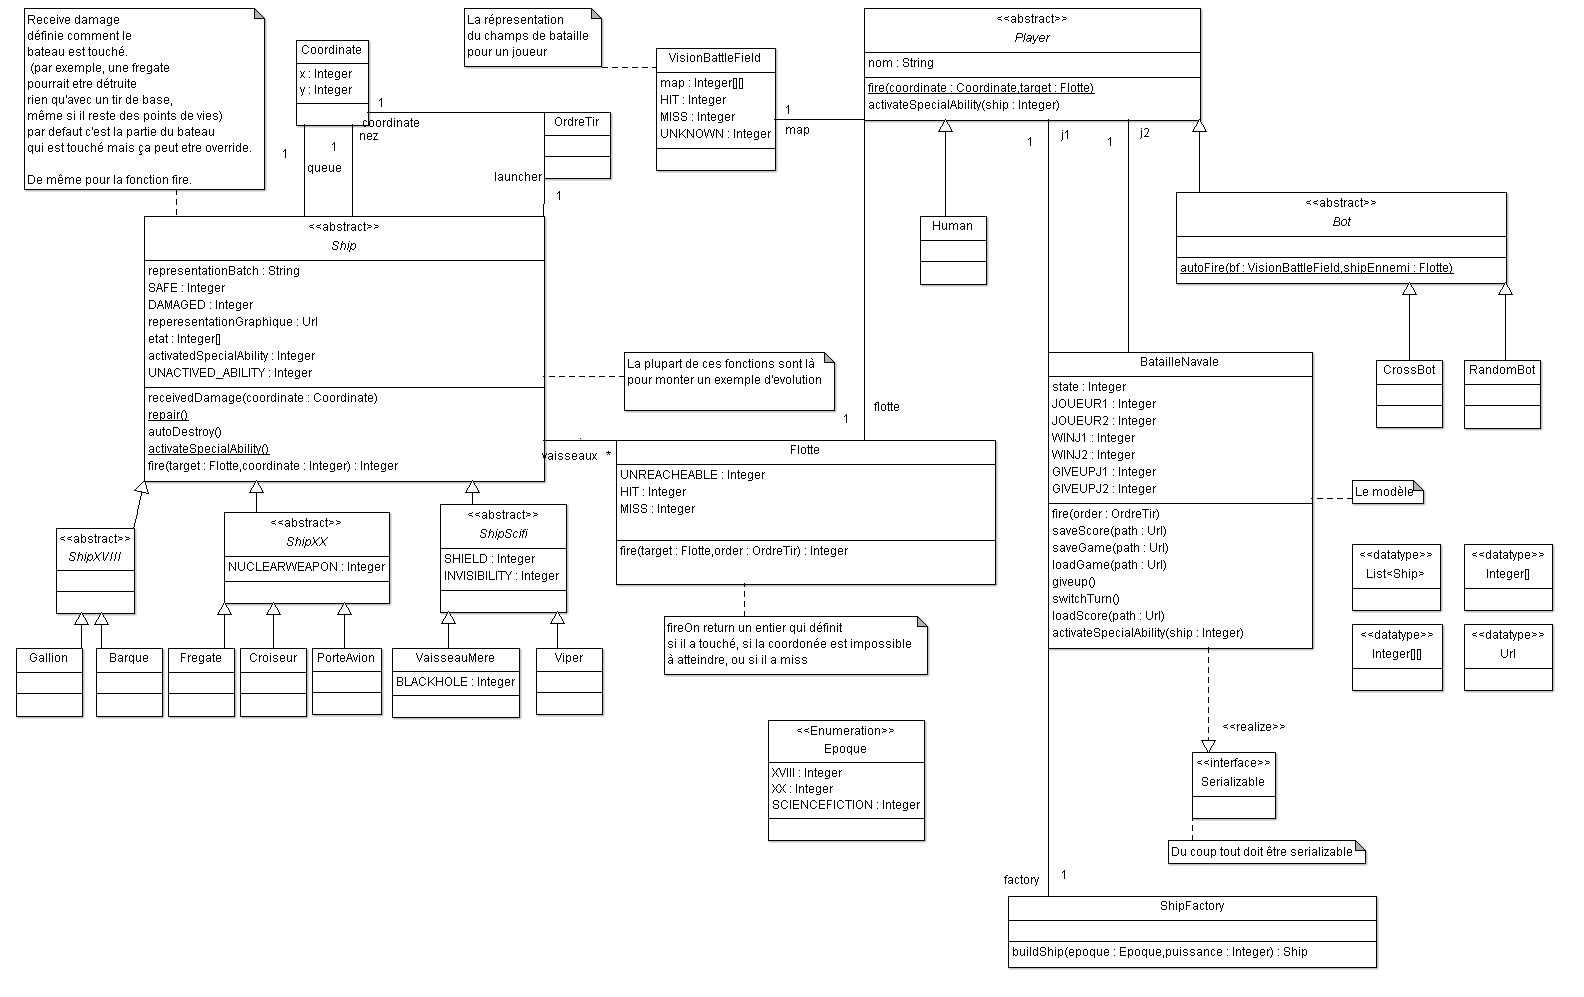 Receive damage
définie comment le
bateau est touché.
(par exemple, une fregate
pourrait etre détruite
rien qu'avec un tir de base,
même si il reste des points de vies)
par defaut c'est la partie du bateau
qui est touché mais ça peut etre override.
De même pour la fonction fire.
Coordinate
x : Integer
y : Integer
1
coordinate
nez
1
1
queue
OrdreTir
launcher
1
La répresentation
du champs de bataille
pour un joueur
VisionBattleField
map : Integer[][]
HIT : Integer
MISS : Integer
UNKNOWN : Integer
1
map
<<abstract>>
Player
nom : String
fire(coordinate : Coordinate,target : Flotte)
activateSpecialAbility(ship : Integer)
1
j1
1
j2
Human
<<abstract>>
Bot
autoFire(bf : VisionBattleField,shipEnnemi : Flotte)
CrossBot
RandomBot
<<abstract>>
Ship
representationBatch : String
SAFE : Integer
DAMAGED : Integer
reperesentationGraphique : Url
etat : Integer[]
activatedSpecialAbility : Integer
UNACTIVED_ABILITY : Integer
receivedDamage(coordinate : Coordinate)
repair()
autoDestroy()
activateSpecialAbility()
fire(target : Flotte,coordinate : Integer) : Integer
La plupart de ces fonctions sont là
pour monter un exemple d'evolution
1
flotte
vaisseaux *
Flotte
UNREACHEABLE : Integer
HIT : Integer
MISS : Integer
fire(target : Flotte,order : OrdreTir) : Integer
fireOn return un entier qui définit
si il a touché, si la coordonée est impossible
à atteindre, ou si il a miss
BatailleNavale
state : Integer
JOUEUR1 : Integer
JOUEUR2 : Integer
WINJ1 : Integer
WINJ2 : Integer
GIVEUPJ1 : Integer
GIVEUPJ2 : Integer
fire(order : OrdreTir)
saveScore(path : Url)
saveGame(path : Url)
loadGame(path : Url)
giveup()
switchTurn()
loadScore(path : Url)
activateSpecialAbility(ship : Integer)
Le modèle
<<datatype>>
List<Ship>
<<datatype>>
Integer[]
<<datatype>>
Integer[][]
<<datatype>>
Url
<<abstract>>
ShipXVIII
<<abstract>>
ShipXX
NUCLEARWEAPON : Integer
<<abstract>>
ShipScifi
SHIELD : Integer
INVISIBILITY : Integer
Gallion
Barque
Fregate
Croiseur
PorteAvion
VaisseauMere
BLACKHOLE : Integer
Viper
<<Enumeration>>
Epoque
XVIII : Integer
XX : Integer
SCIENCEFICTION : Integer
<<realize>>
<<interface>>
Serializable
Du coup tout doit être serializable
factory
1
ShipFactory
buildShip(epoque : Epoque,puissance : Integer) : Ship